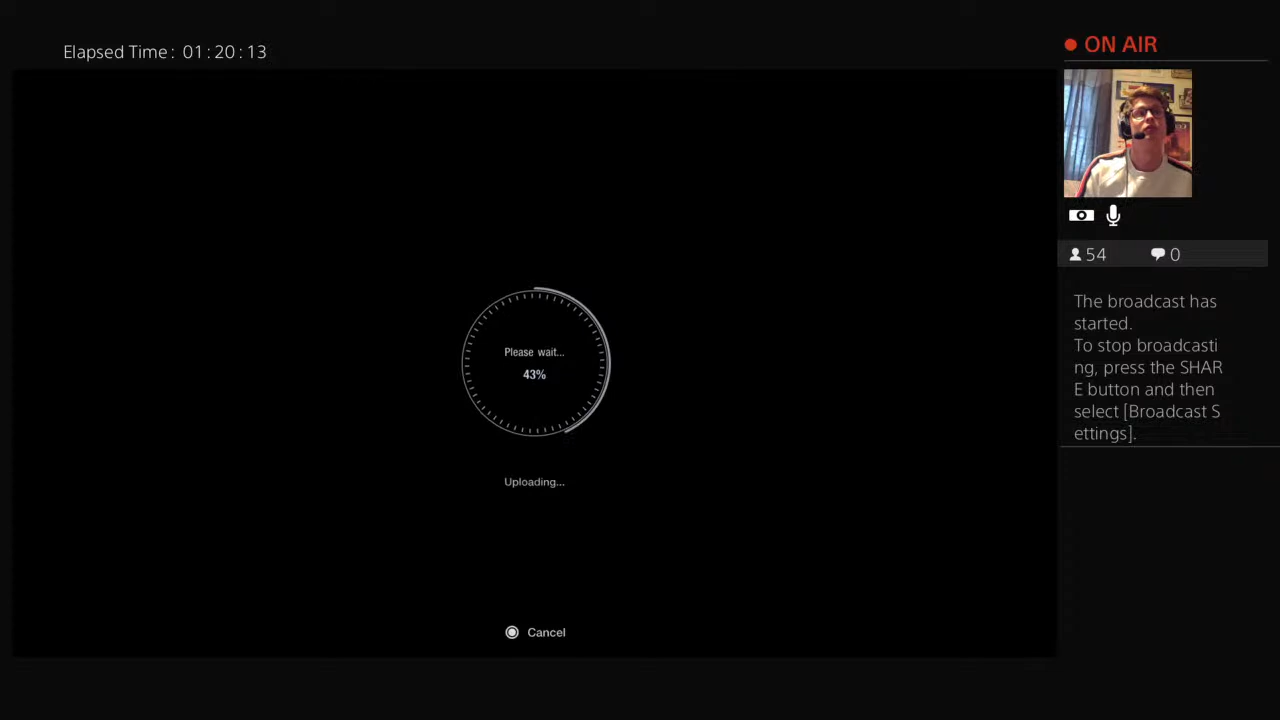 Elapsed Time: 01:20:13
ON AIR
54 0
The broadcast has
started.
To stop broadcasti
ng, press the SHAR
E button and then
select [Broadcast S
ettings].
Please wait...
43%
Uploading...
Cancel